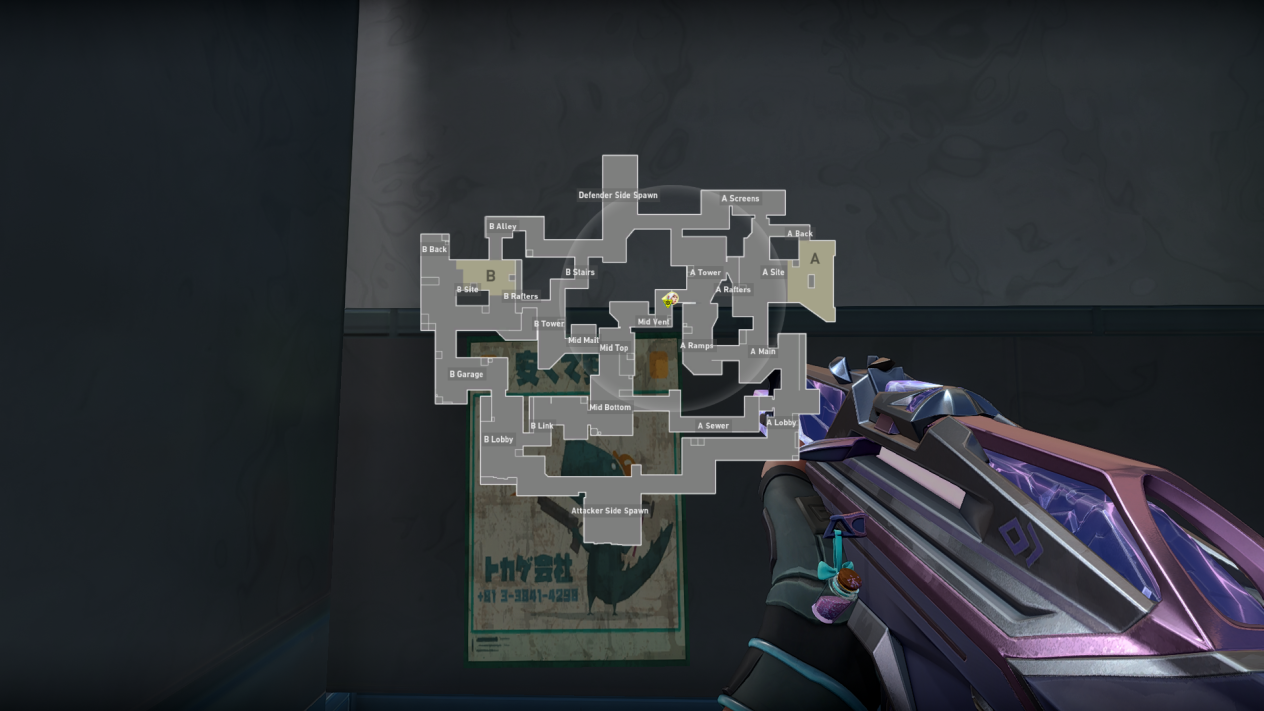 Defender Side Spawn
A Screens
B Alley
A Back
B Back
A
B
B Stairs
A Tower
A Site
B Site
B Rafters
A Rafters
B Tower
Mid Vent
Mid Mail
Mid Top
A Ramps
A Main
B Garage
Mid Bottom
B Link
A Sewer
A Lobby
B Lobby
Attacker Side Spawn
トカゲ会社
+81 3-3841-4298